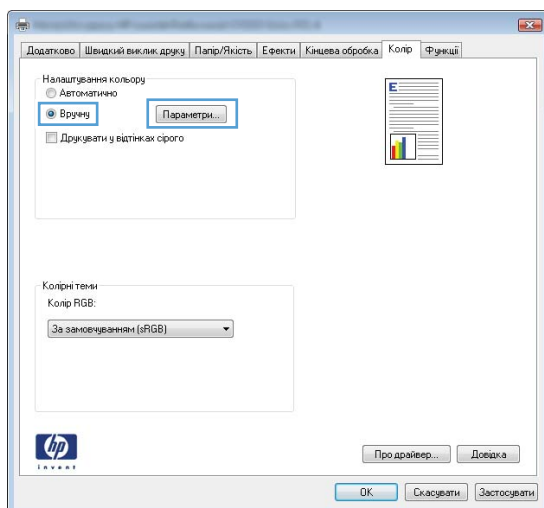 Додатково Швидкий виклик друку Папір/Якість Ефекти Кінцева обробка Колір Функції
Налаштування кольору
Автоматично
Вручну Параметри...
Друкувати у відтінках сірого
E
Колірні теми
Колір RGB:
За замовчуванням (sRGB)
hp
invent
Про драйвер... Довідка
OK Скасувати Застосувати